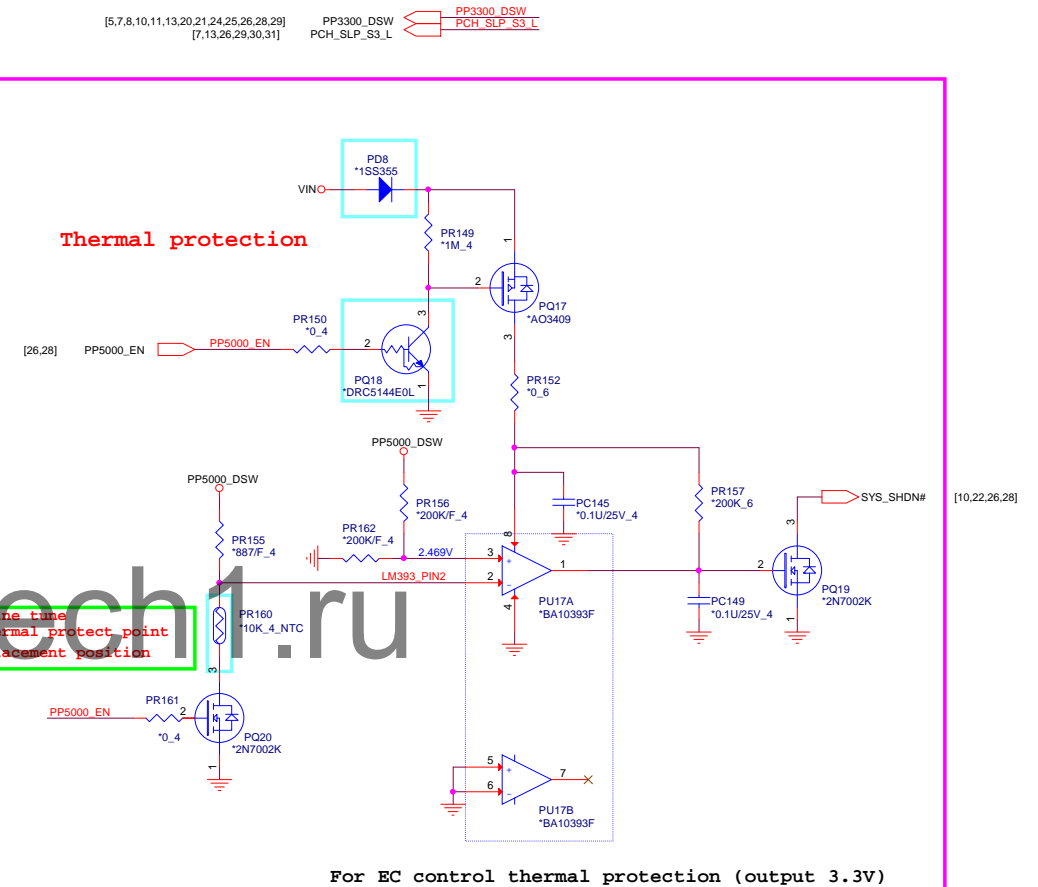 [5,7,8,10,11,13,20,21,24,25,26,28,29] PP3300_DSW PP3300_DSW
[7,13,26,29,30,31] PCH_SLP_S3_L PCH_SLP_S3_L
PD8
*1SS355
VIN
Thermal protection
PR149
*1M_4
1
2
PQ17
*AO3409
3
PR150
*0_4
3
[26,28] PP5000_EN PP5000_EN
2
PQ18
*DRC5144E0L
1
PR152
*0_6
PP5000_DSW
PP5000_DSW
PR156
*200K/F_4
PC145
*0.1U/25V_4
PR157
*200K_6
SYS_SHDN# [10,22,26,28]
PR155
*887/F_4
PR162
*200K/F_4
2.469V
3
8
+
LM393_PIN2
2
-
1
4
PU17A
*BA10393F
2
3
PQ19
*2N7002K
1
PC149
*0.1U/25V_4
ech1.ru
ne tune
rmal protect point
acement position
PR160
*10K_4_NTC
3
PP5000_EN
PR161
*0_4
2
PQ20
*2N7002K
1
5
+
6
-
7
PU17B
*BA10393F
For EC control thermal protection (output 3.3V)